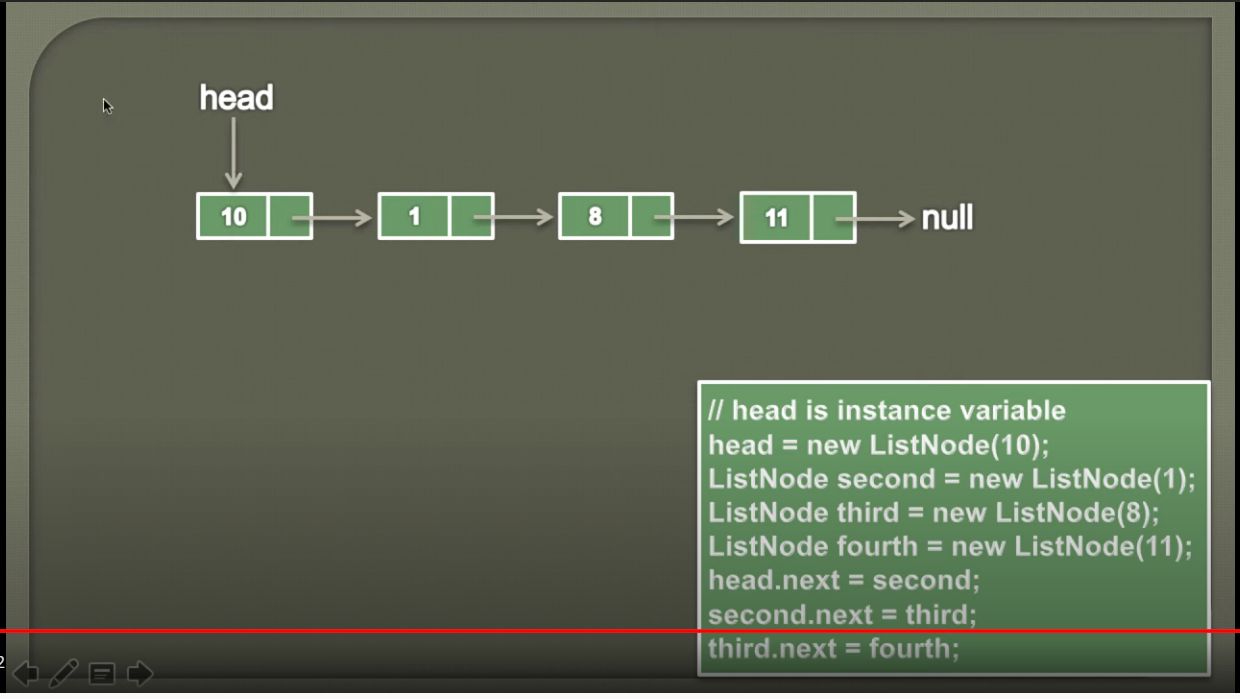 head
10 1 8 11 null
// head is instance variable
head = new ListNode(10);
ListNode second = new ListNode(1);
ListNode third = new ListNode(8);
ListNode fourth = new ListNode(11);
head.next = second;
second.next = third;
third.next = fourth;
2